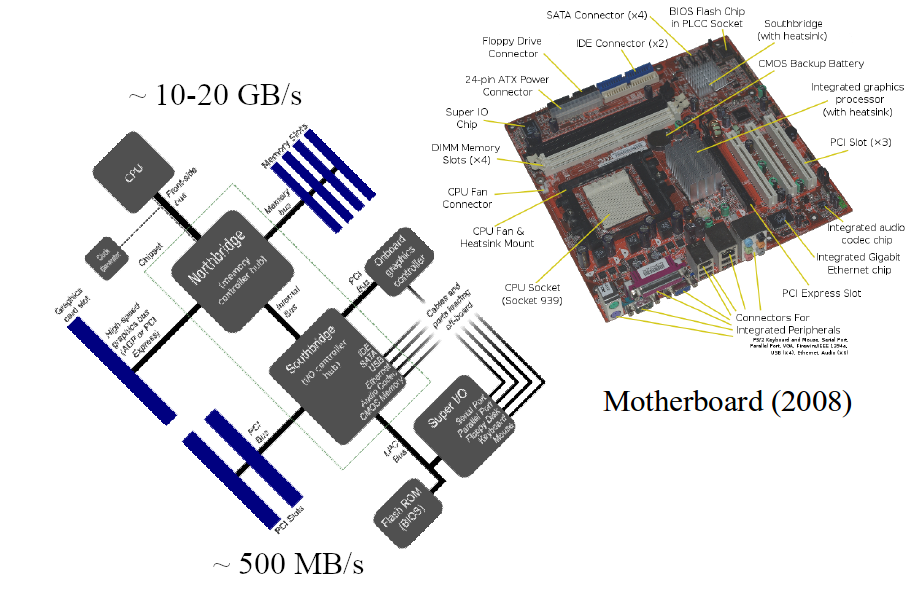 ~ 10-20 GB/s
CPU
Front-side
bus
Memory Slots
Memory
bus
Clock
Generator
Chipset
Northbridge
(memory
controller hub)
Graphics
card slot
High-speed
graphics bus
(AGP or PCI
Express)
Internal
Bus
PCI
Bus
Onboard
graphics
controller
Cables and
ports leading
off-board
Southbridge
(I/O controller
hub)
IDE
SATA
USB
Ethernet
Audio Codec
CMOS Memory
PCI
Bus
PCI Slots
LPC
Bus
Super I/O
Serial Port
Parallel Port
Floppy Disk
Keyboard
Mouse
Flash ROM
(BIOS)
~ 500 MB/s
SATA Connector (x4)
BIOS Flash Chip
in PLCC Socket
Southbridge
(with heatsink)
Floppy Drive
Connector
IDE Connector (x2)
CMOS Backup Battery
24-pin ATX Power
Connector
Integrated graphics
processor
(with heatsink)
Super IO
Chip
PCI Slot (×3)
DIMM Memory
Slots (×4)
CPU Fan
Connector
CPU Fan &
Heatsink Mount
Integrated audio
codec chip
Integrated Gigabit
Ethernet chip
CPU Socket
(Socket 939)
PCI Express Slot
Connectors For
Integrated Peripherals
PS/2 Keyboard and Mouse, Serial Port,
Parallel Port, VGA, Firewire/IEEE 1394a,
USB (x4), Ethernet, Audio (x6)
Motherboard (2008)